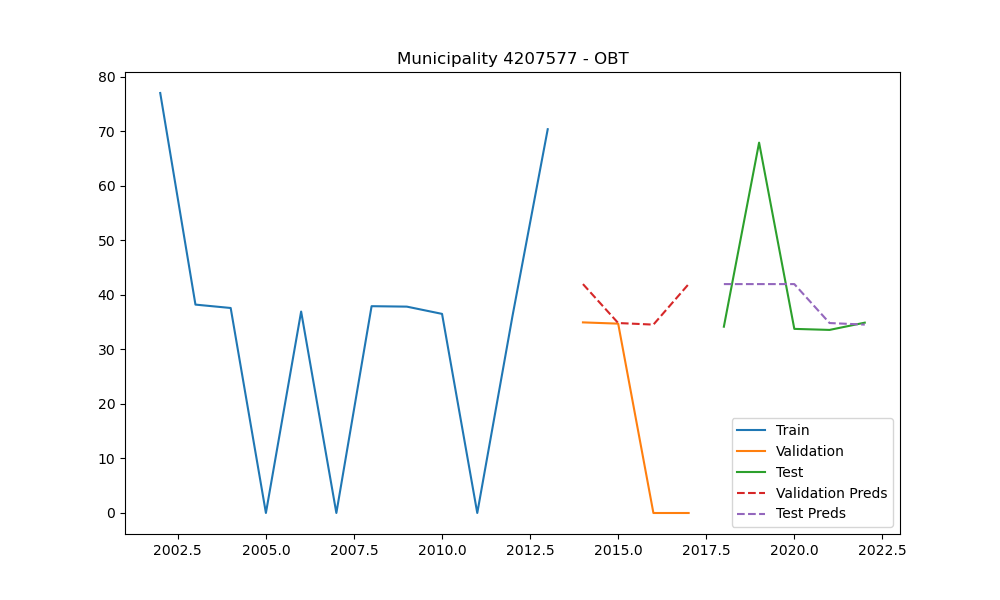 Municipality 4207577 - OBT
80
70
60
50
40
30
20
10
0
2002.5 2005.0 2007.5 2010.0 2012.5 2015.0 2017.5 2020.0 2022.5
Train
Validation
Test
Validation Preds
Test Preds